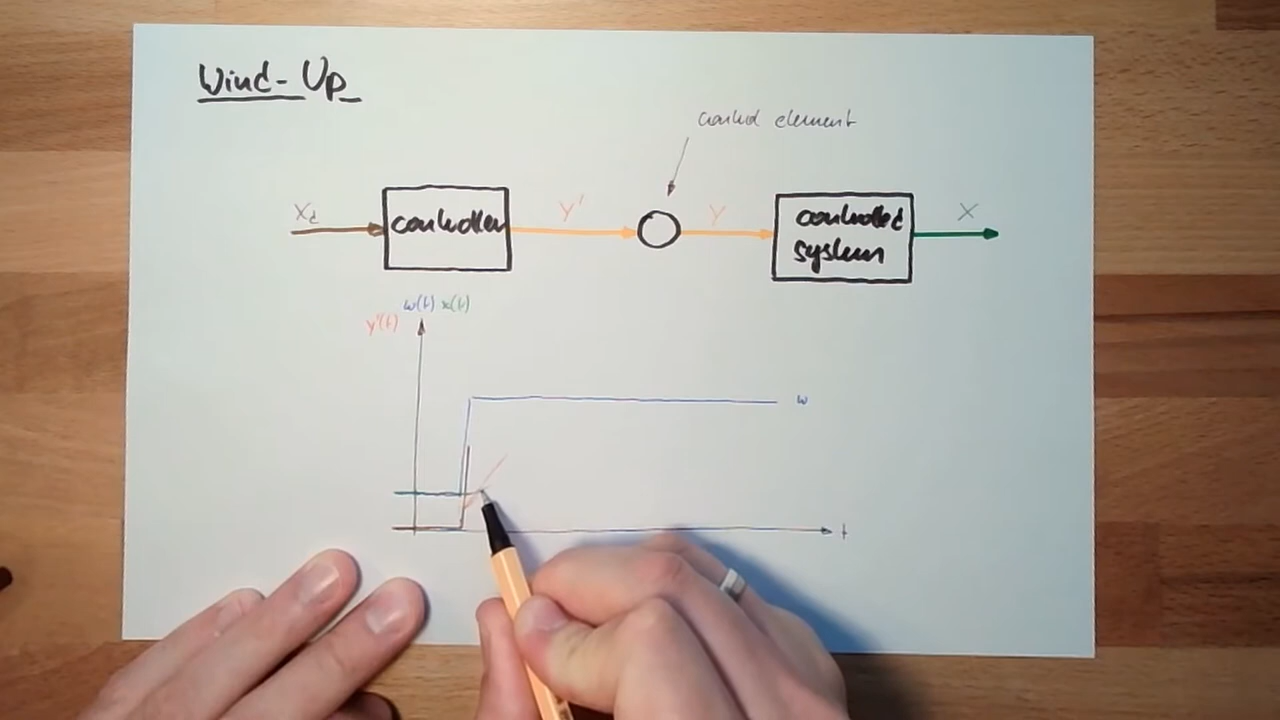 Wind-Up
control element
Xd
controller
Y'
Y
controlled
system
X
w(t) x(t)
y'(t)
w
t